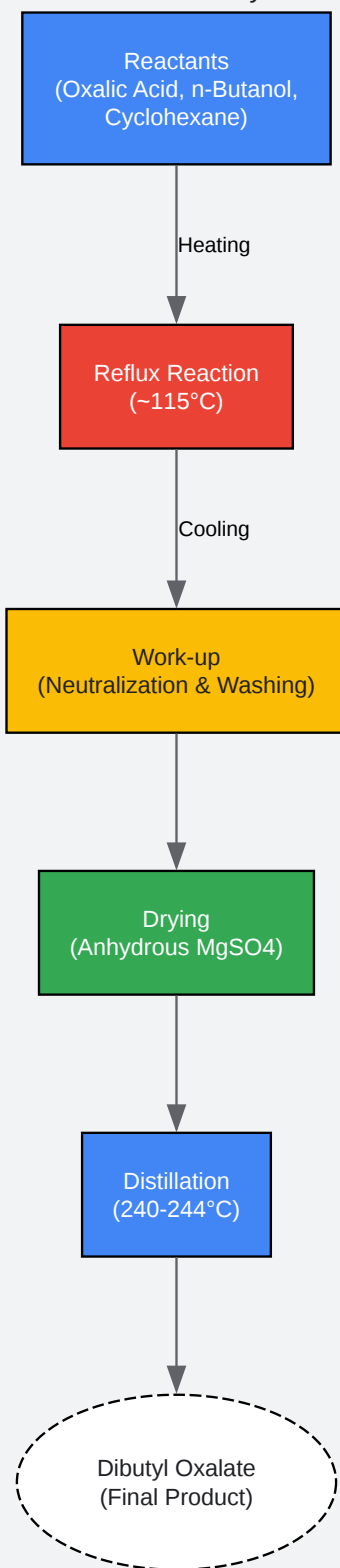 Reactants
(Oxalic Acid, n-Butanol,
Cyclohexane)
Heating
Reflux Reaction
(~115°C)
Cooling
Work-up
(Neutralization & Washing)
Drying
(Anhydrous MgSO4)
Distillation
(240-244°C)
Dibutyl Oxalate
(Final Product)